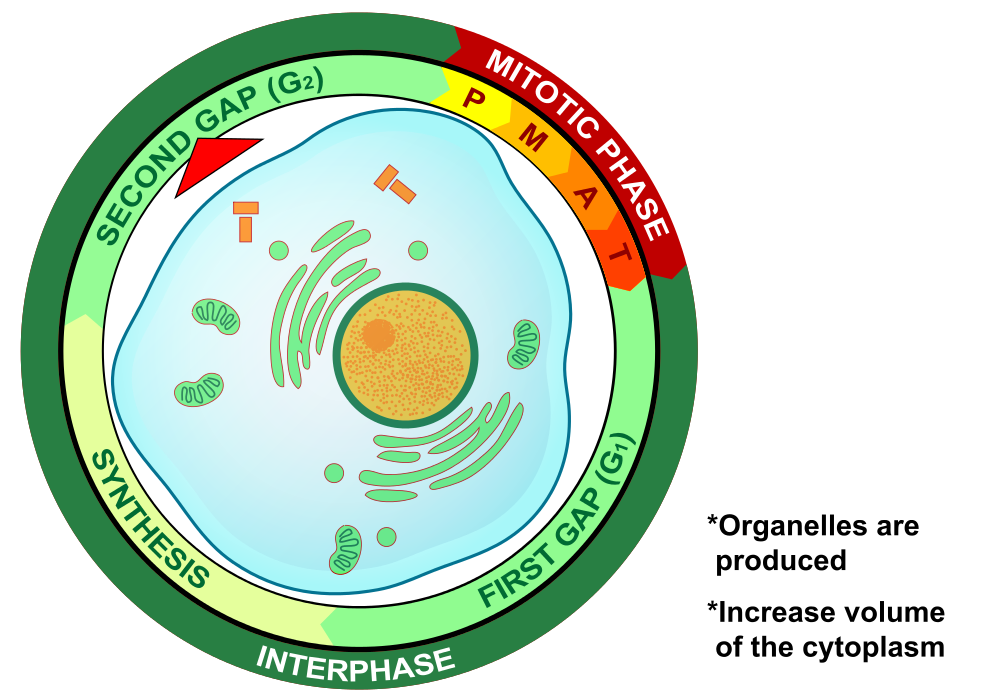 SECOND GAP (G₂)
MITOTIC PHASE
P
M
A
T
FIRST GAP (G₁)
SYNTHESIS
INTERPHASE
*Organelles are
produced
*Increase volume
of the cytoplasm